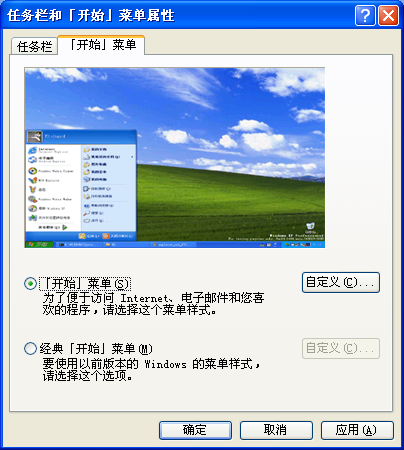 任务栏和「开始」菜单属性
任务栏
「开始」菜单
「开始」菜单(S)
自定义(C)...
为了便于访问 Internet、电子邮件和您喜
欢的程序，请选择这个菜单样式。
经典「开始」菜单(M)
自定义(C)...
要使用以前版本的 Windows 的菜单样式，
请选择这个选项。
确定
取消
应用(A)